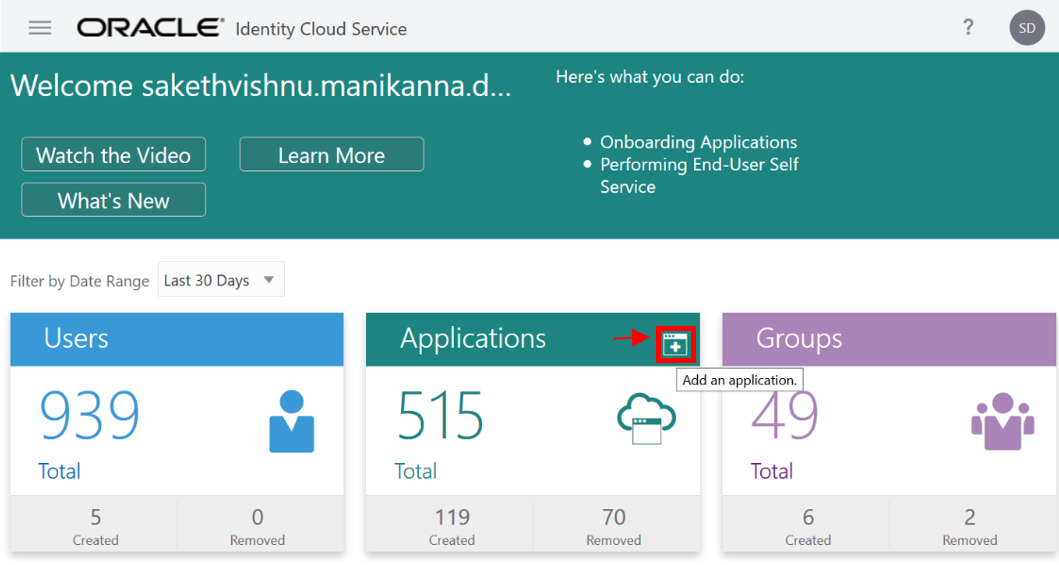 ORACLE® Identity Cloud Service
?
SD
Welcome sakethvishnu.manikanna.d...
Watch the Video
Learn More
What's New
Here's what you can do:
• Onboarding Applications
• Performing End-User Self
Service
Filter by Date Range
Last 30 Days
Users
939
Total
5
Created
0
Removed
Applications
Add an application.
515
Total
119
Created
70
Removed
Groups
49
Total
6
Created
2
Removed